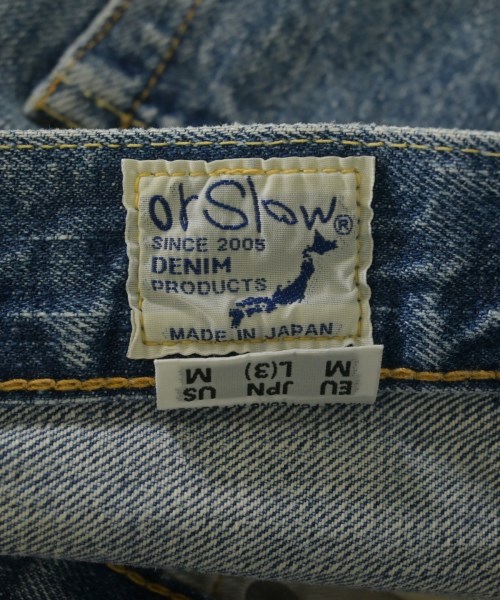 orSlow®
SINCE 2005
DENIM
PRODUCTS
MADE IN JAPAN
EU JPN US
M L(3) M